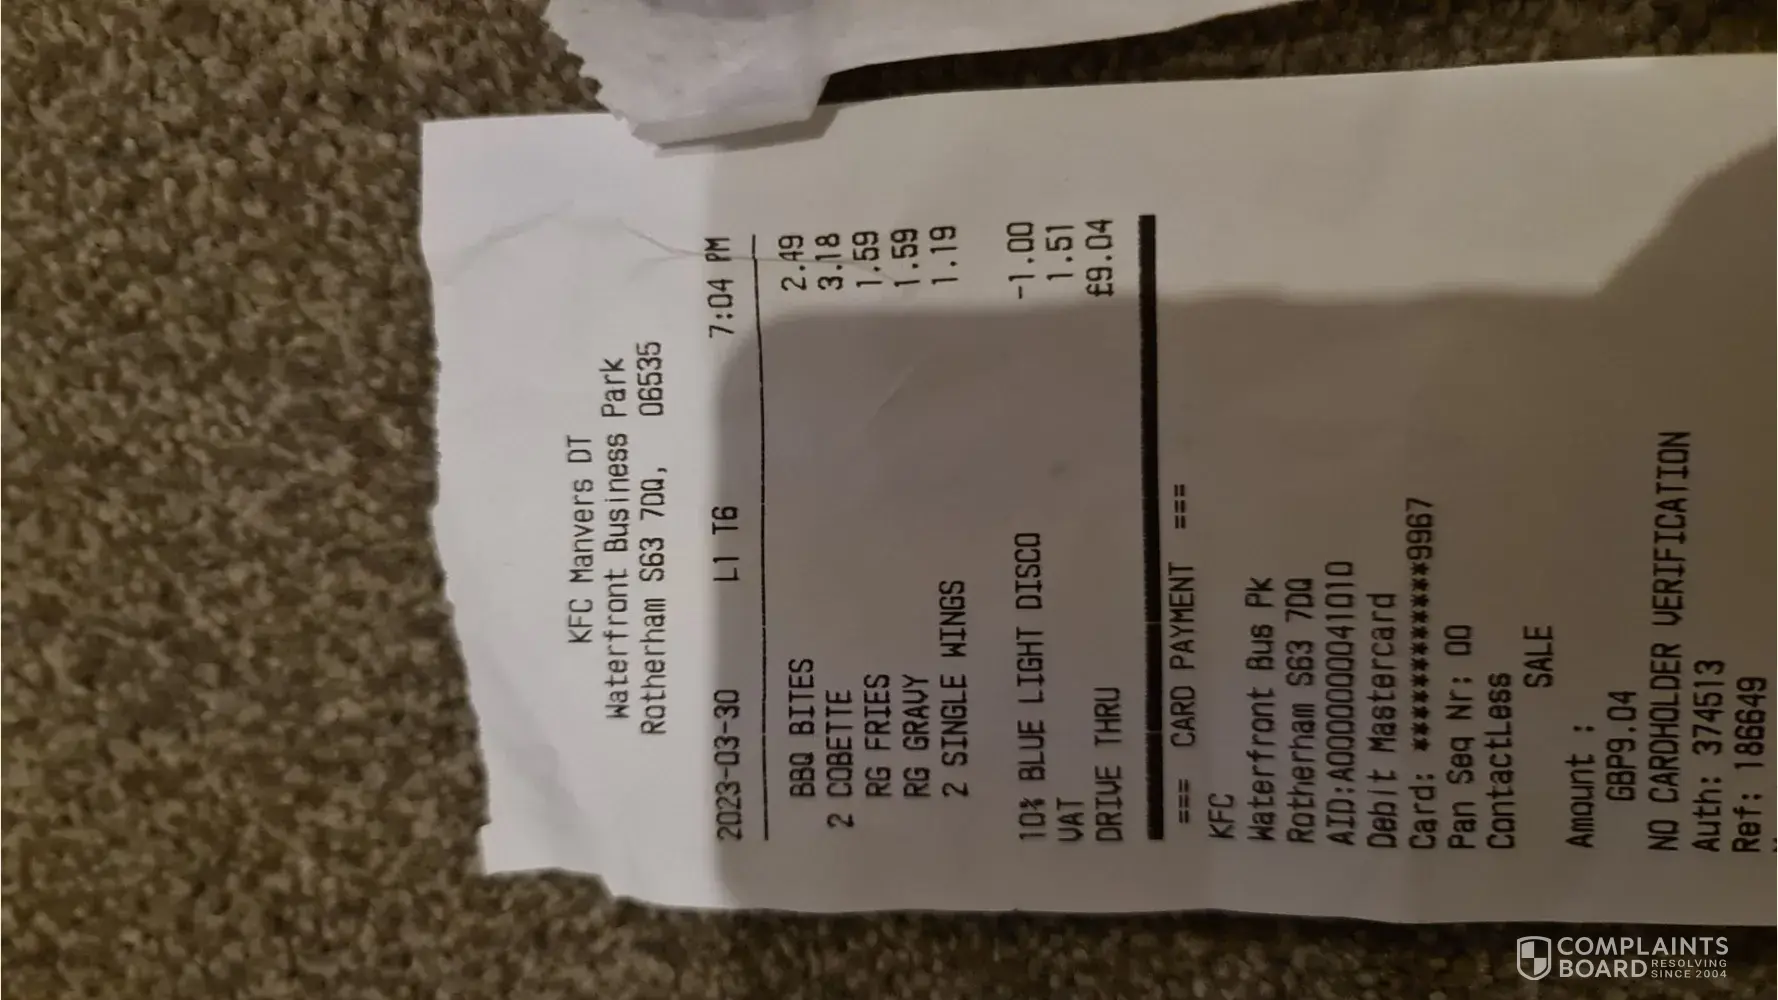 KFC Manvers DT
Waterfront Business Park
Rotherham S63 7DQ, 06535
2023-03-30 L1 T6 7:04 PM
BBQ BITES 2.49
2 COBETTE 3.18
RG FRIES 1.59
RG GRAVY 1.59
2 SINGLE WINGS 1.19
10% BLUE LIGHT DISCO -1.00
VAT 1.51
DRIVE THRU £9.04
=== CARD PAYMENT ===
KFC
Waterfront Bus Pk
Rotherham S63 7DQ
AID:A0000000041010
Debit Mastercard
Card: ************9967
Pan Seq Nr: 00
ContactLess
SALE
Amount :
GBP9.04
NO CARDHOLDER VERIFICATION
Auth: 374513
Ref: 186649
COMPLAINTS
BOARD RESOLVING
SINCE 2004